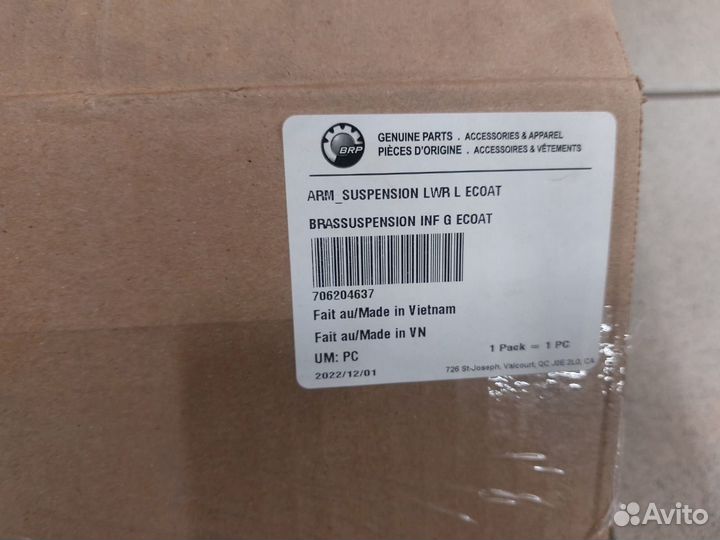 BRP
GENUINE PARTS . ACCESSORIES & APPAREL
PIÈCES D'ORIGINE . ACCESSOIRES & VÊTEMENTS
ARM_SUSPENSION LWR L ECOAT
BRASSUSPENSION INF G ECOAT
706204637
Fait au/Made in Vietnam
Fait au/Made in VN
UM: PC
1 Pack = 1 PC
2022/12/01
726 St-Joseph, Valcourt, QC J0E 2L0, CA
Avito